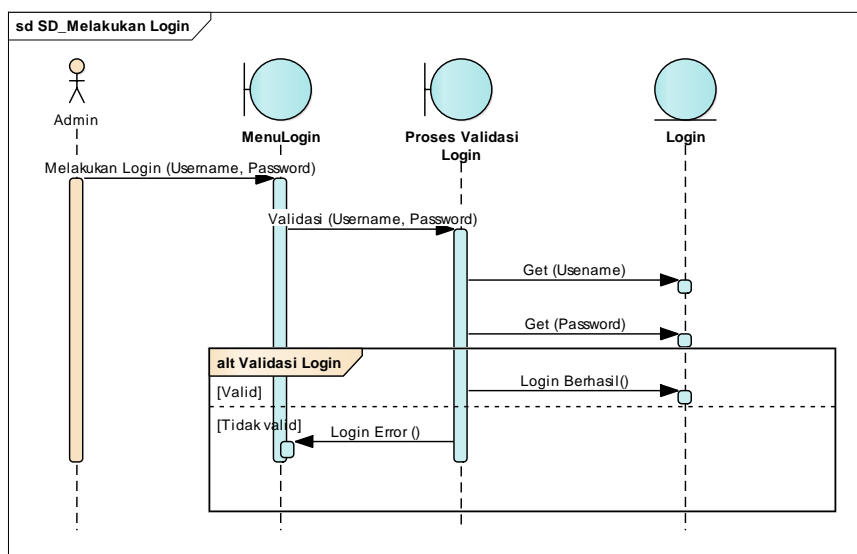 sd SD_Melakukan Login
Admin
MenuLogin
Proses Validasi
Login
Login
Melakukan Login (Username, Password)
Validasi (Username, Password)
Get (Usename)
Get (Password)
alt Validasi Login
Login Berhasil()
[Valid]
[Tidak valid]
Login Error ()